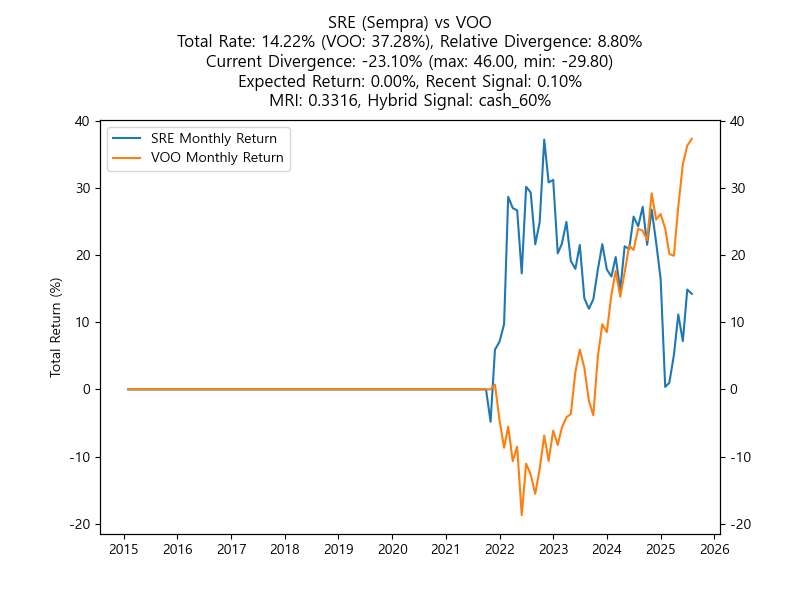 SRE (Sempra) vs VOO
Total Rate: 14.22% (VOO: 37.28%), Relative Divergence: 8.80%
Current Divergence: -23.10% (max: 46.00, min: -29.80)
Expected Return: 0.00%, Recent Signal: 0.10%
MRI: 0.3316, Hybrid Signal: cash_60%
SRE Monthly Return
VOO Monthly Return
Total Return (%)
40
30
20
10
0
-10
-20
40
30
20
10
0
-10
-20
2015 2016 2017 2018 2019 2020 2021 2022 2023 2024 2025 2026